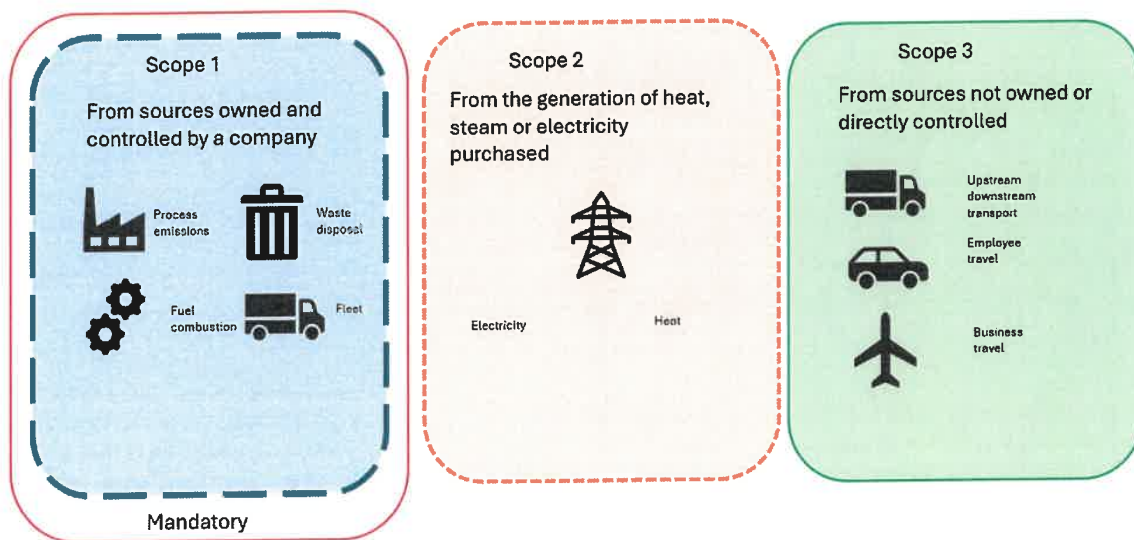 Scope 1
From sources owned and
controlled by a company
Process
emissions
Waste
disposal
Fuel
combustion
Fleet
Mandatory
Scope 2
From the generation of heat,
steam or electricity
purchased
Electricity
Heat
Scope 3
From sources not owned or
directly controlled
Upstream
downstream
transport
Employee
travel
Business
travel